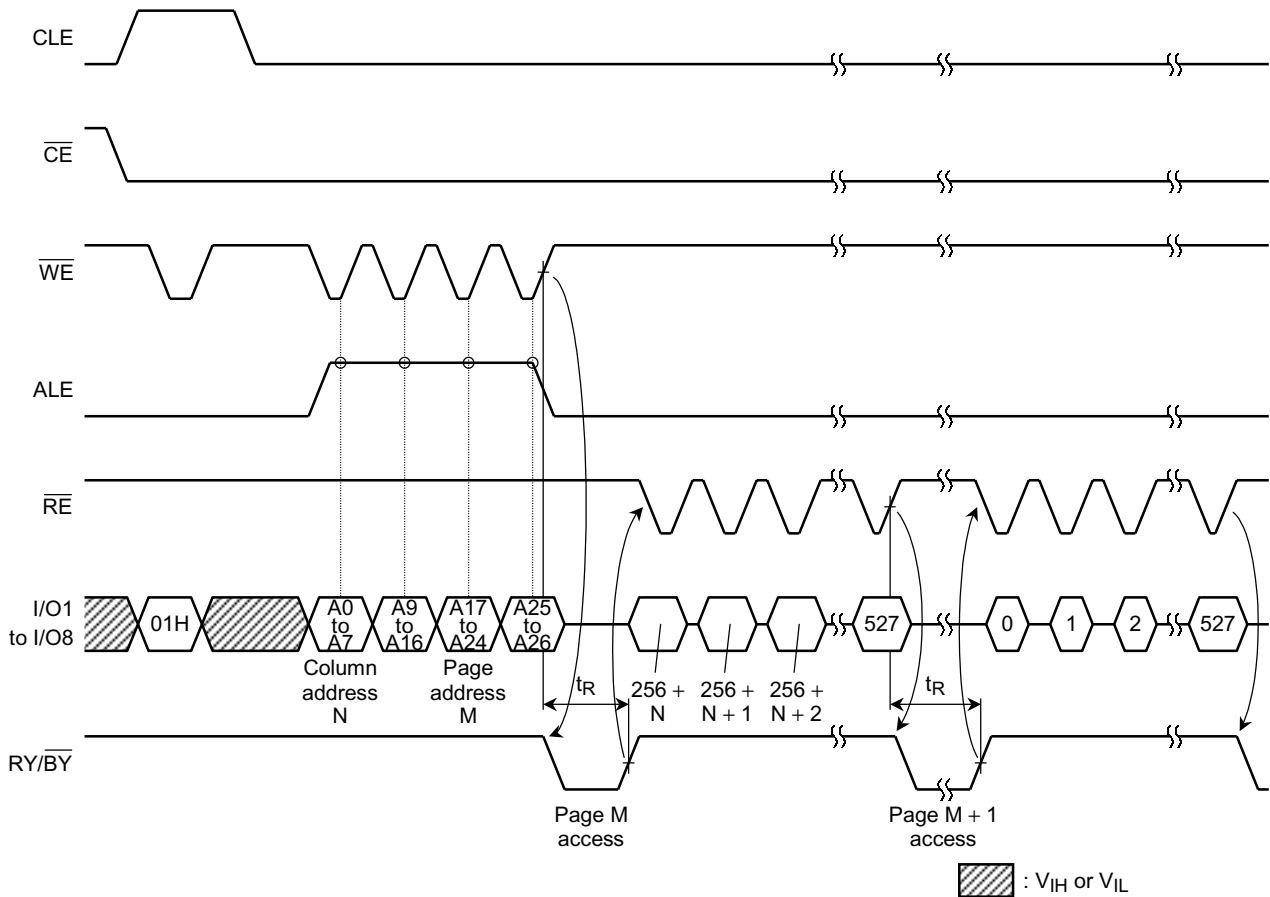 CLE
CE
WE
ALE
RE
I/O1
to I/O8
01H
A0
to
A7
A9
to
A16
A17
to
A24
A25
to
A26
527
0
1
2
527
Column
address
N
Page
address
M
tR
256 +
N
256 +
N + 1
256 +
N + 2
tR
RY/BY
Page M
access
Page M + 1
access
: VIH or VIL